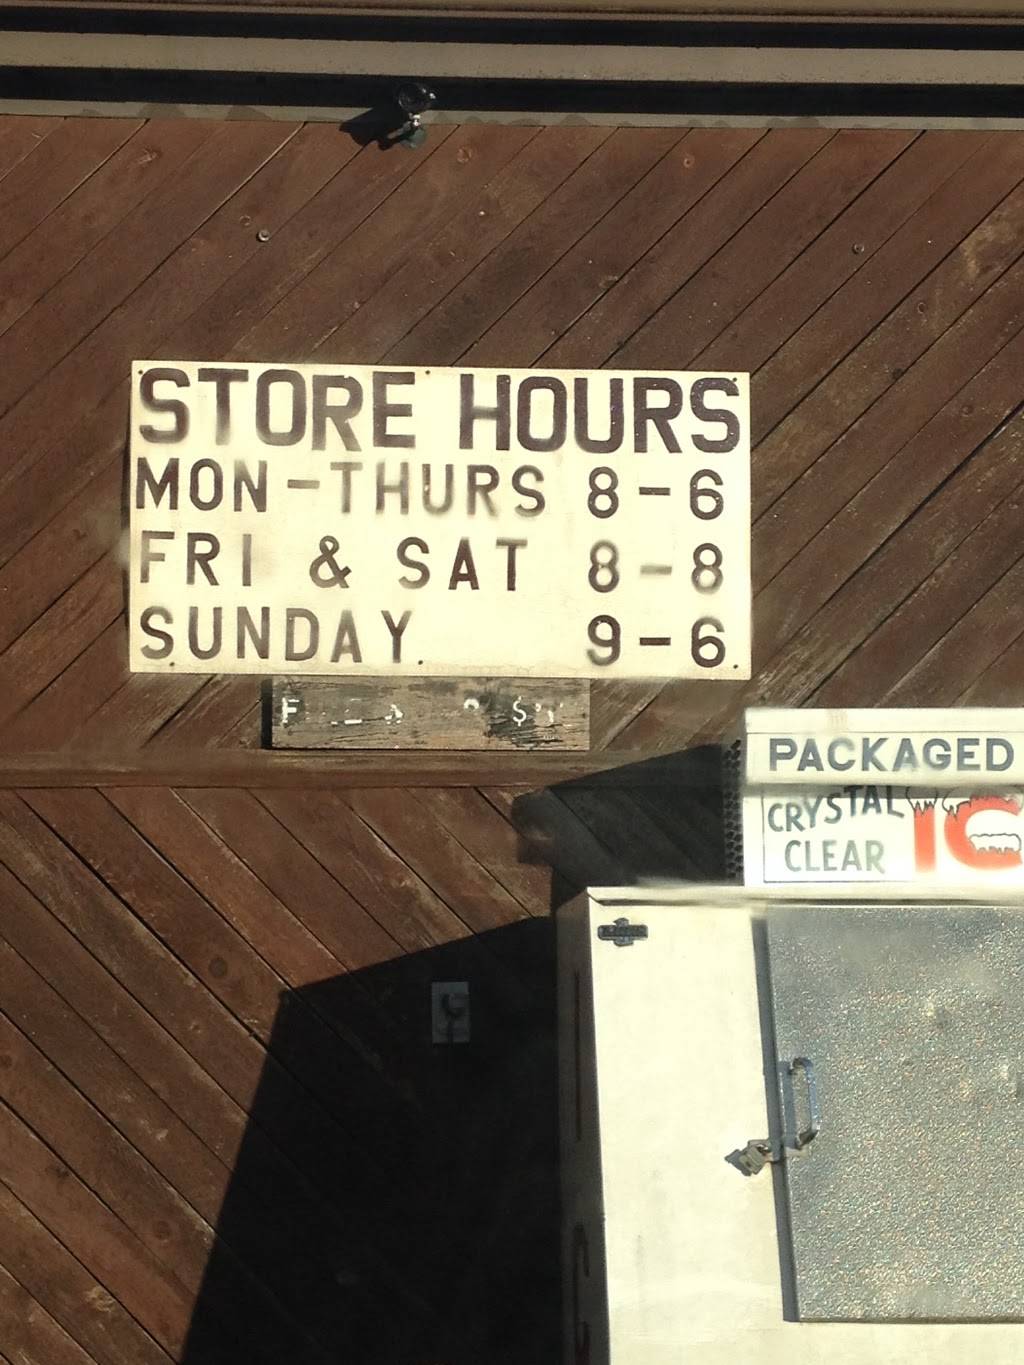 STORE HOURS
MON - THURS 8 - 6
FRI & SAT 8 - 8
SUNDAY 9 - 6
PACKAGED
CRYSTAL
CLEAR